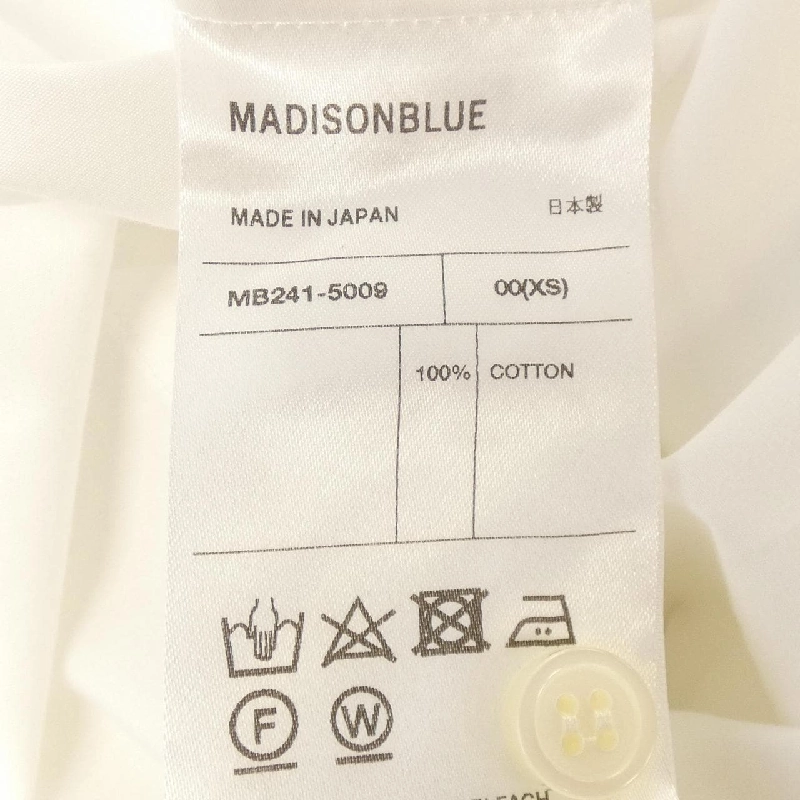 MADISONBLUE
MADE IN JAPAN 日本製
MB241-5009 00(XS)
100% COTTON
F W